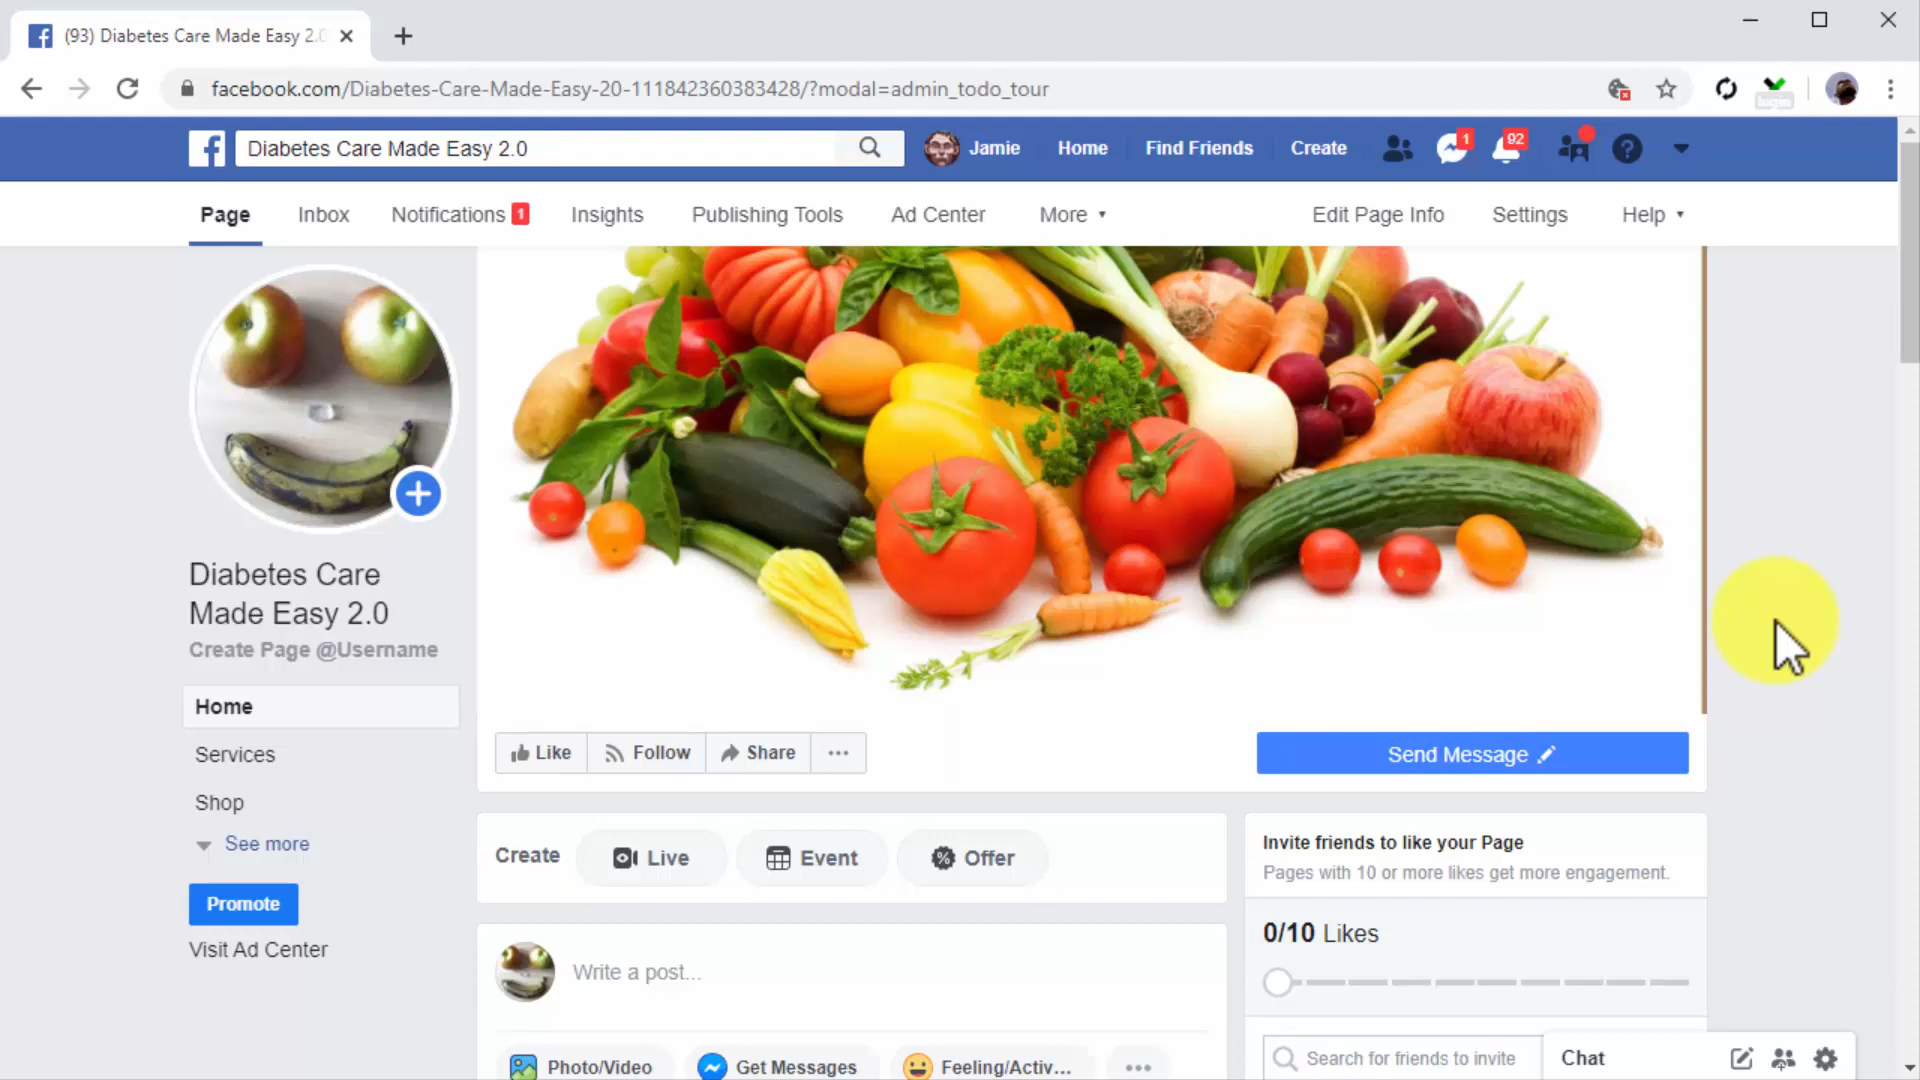 (93) Diabetes Care Made Easy 2.0
facebook.com/Diabetes-Care-Made-Easy-20-111842360383428/?modal=admin_todo_tour
Diabetes Care Made Easy 2.0
Jamie
Home
Find Friends
Create
1
92
Page
Inbox
Notifications 1
Insights
Publishing Tools
Ad Center
More
Edit Page Info
Settings
Help
Diabetes Care
Made Easy 2.0
Create Page @Username
Home
Services
Shop
See more
Promote
Visit Ad Center
Like
Follow
Share
Send Message
Create
Live
Event
Offer
Write a post...
Photo/Video
Get Messages
Feeling/Activ...
Invite friends to like your Page
Pages with 10 or more likes get more engagement.
0/10 Likes
Search for friends to invite
Chat